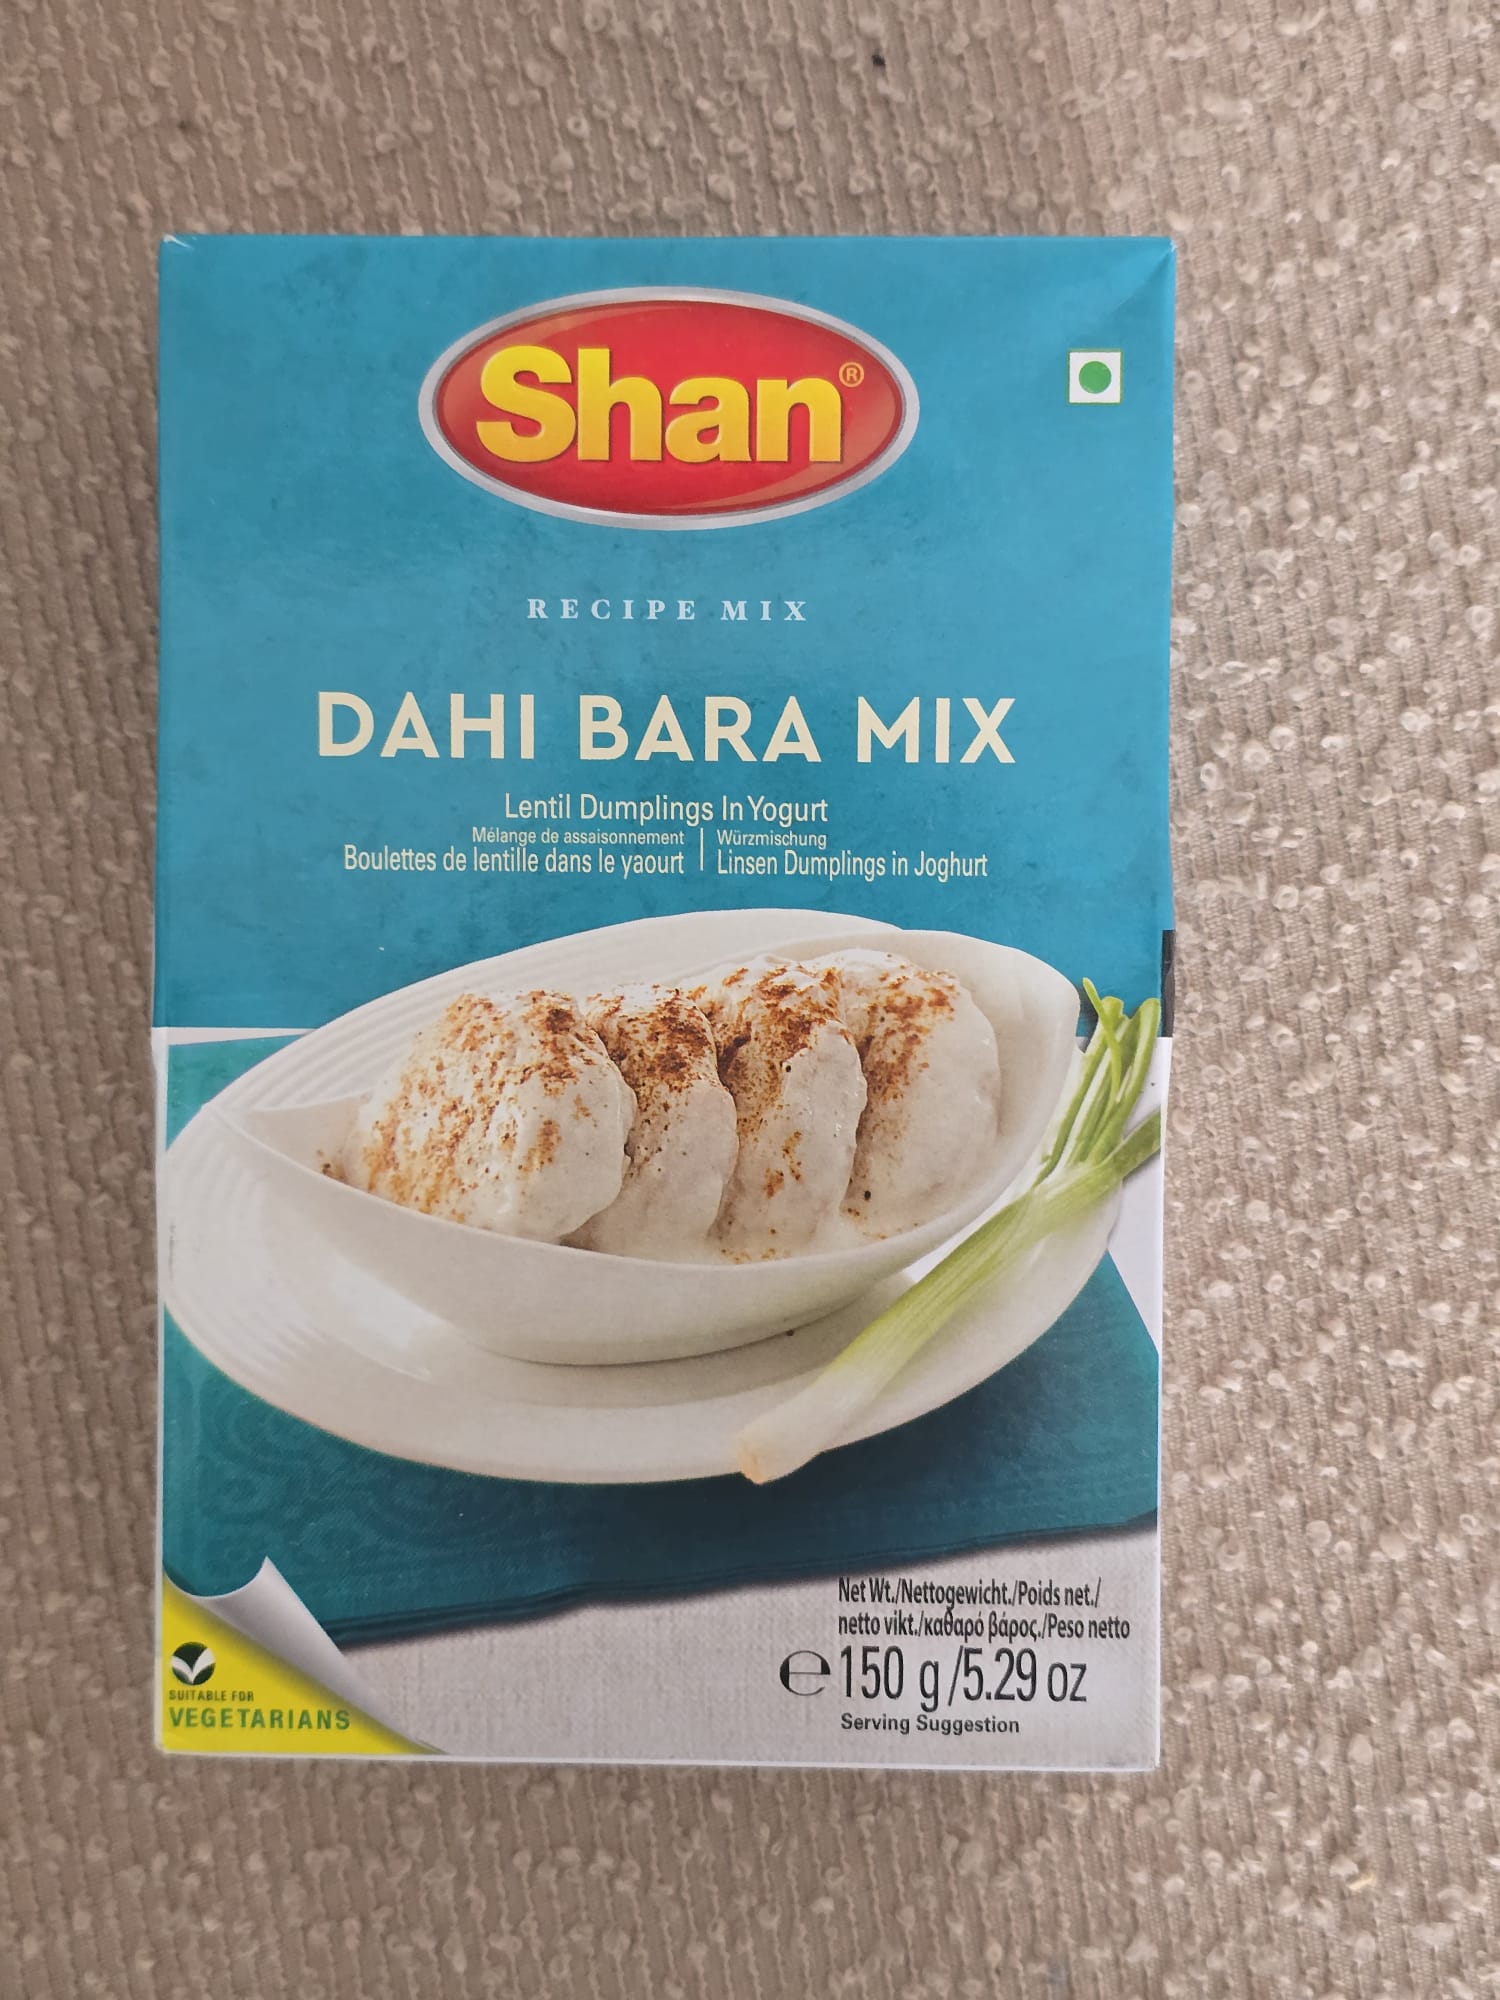 Shan®
RECIPE MIX
DAHI BARA MIX
Lentil Dumplings In Yogurt
Mélange de assaisonnement
Boulettes de lentille dans le yaourt
Würzmischung
Linsen Dumplings in Joghurt
Net Wt./Nettogewicht./Poids net./
netto vikt./καθαρό βάρος./Peso netto
℮ 150 g/5.29 oz
Serving Suggestion
SUITABLE FOR
VEGETARIANS